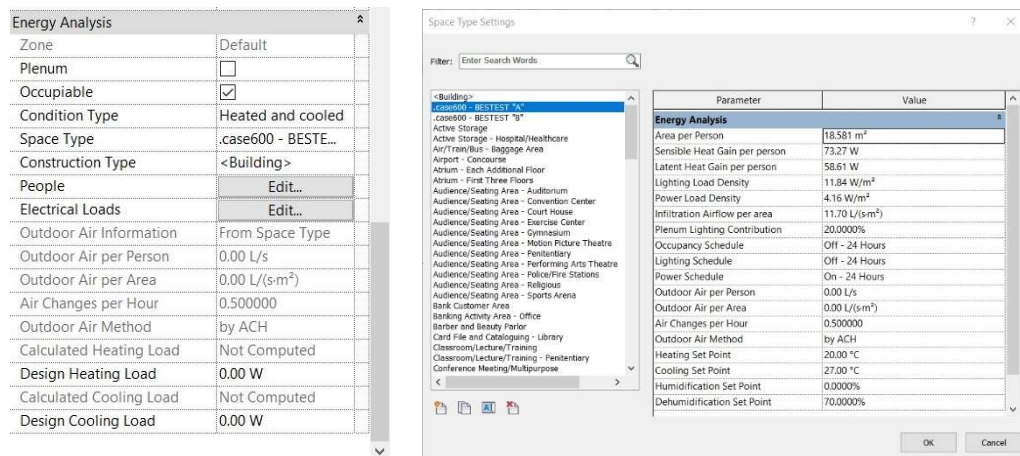 Energy Analysis
Zone Default
Plenum
Occupiable
Condition Type Heated and cooled
Space Type .case600 - BESTE...
Construction Type <Building>
People Edit...
Electrical Loads Edit...
Outdoor Air Information From Space Type
Outdoor Air per Person 0.00 L/s
Outdoor Air per Area 0.00 L/(s·m²)
Air Changes per Hour 0.500000
Outdoor Air Method by ACH
Calculated Heating Load Not Computed
Design Heating Load 0.00 W
Calculated Cooling Load Not Computed
Design Cooling Load 0.00 W
Space Type Settings ? ×
Filter: Enter Search Words
<Building>
.case600 - BESTEST "A"
.case600 - BESTEST "B"
Active Storage
Active Storage - Hospital/Healthcare
Air/Train/Bus - Baggage Area
Airport - Concourse
Atrium - Each Additional Floor
Atrium - First Three Floors
Audience/Seating Area - Auditorium
Audience/Seating Area - Convention Center
Audience/Seating Area - Court House
Audience/Seating Area - Exercise Center
Audience/Seating Area - Gymnasium
Audience/Seating Area - Motion Picture Theatre
Audience/Seating Area - Penitentiary
Audience/Seating Area - Performing Arts Theatre
Audience/Seating Area - Police/Fire Stations
Audience/Seating Area - Religious
Audience/Seating Area - Sports Arena
Bank Customer Area
Banking Activity Area - Office
Barber and Beauty Parlor
Card File and Cataloguing - Library
Classroom/Lecture/Training
Classroom/Lecture/Training - Penitentiary
Conference Meeting/Multipurpose
Parameter Value
Energy Analysis
Area per Person 18.581 m²
Sensible Heat Gain per person 73.27 W
Latent Heat Gain per person 58.61 W
Lighting Load Density 11.84 W/m²
Power Load Density 4.16 W/m²
Infiltration Airflow per area 11.70 L/(s·m²)
Plenum Lighting Contribution 20.0000%
Occupancy Schedule Off - 24 Hours
Lighting Schedule Off - 24 Hours
Power Schedule On - 24 Hours
Outdoor Air per Person 0.00 L/s
Outdoor Air per Area 0.00 L/(s·m²)
Air Changes per Hour 0.500000
Outdoor Air Method by ACH
Heating Set Point 20.00 °C
Cooling Set Point 27.00 °C
Humidification Set Point 0.0000%
Dehumidification Set Point 70.0000%
AI
OK Cancel